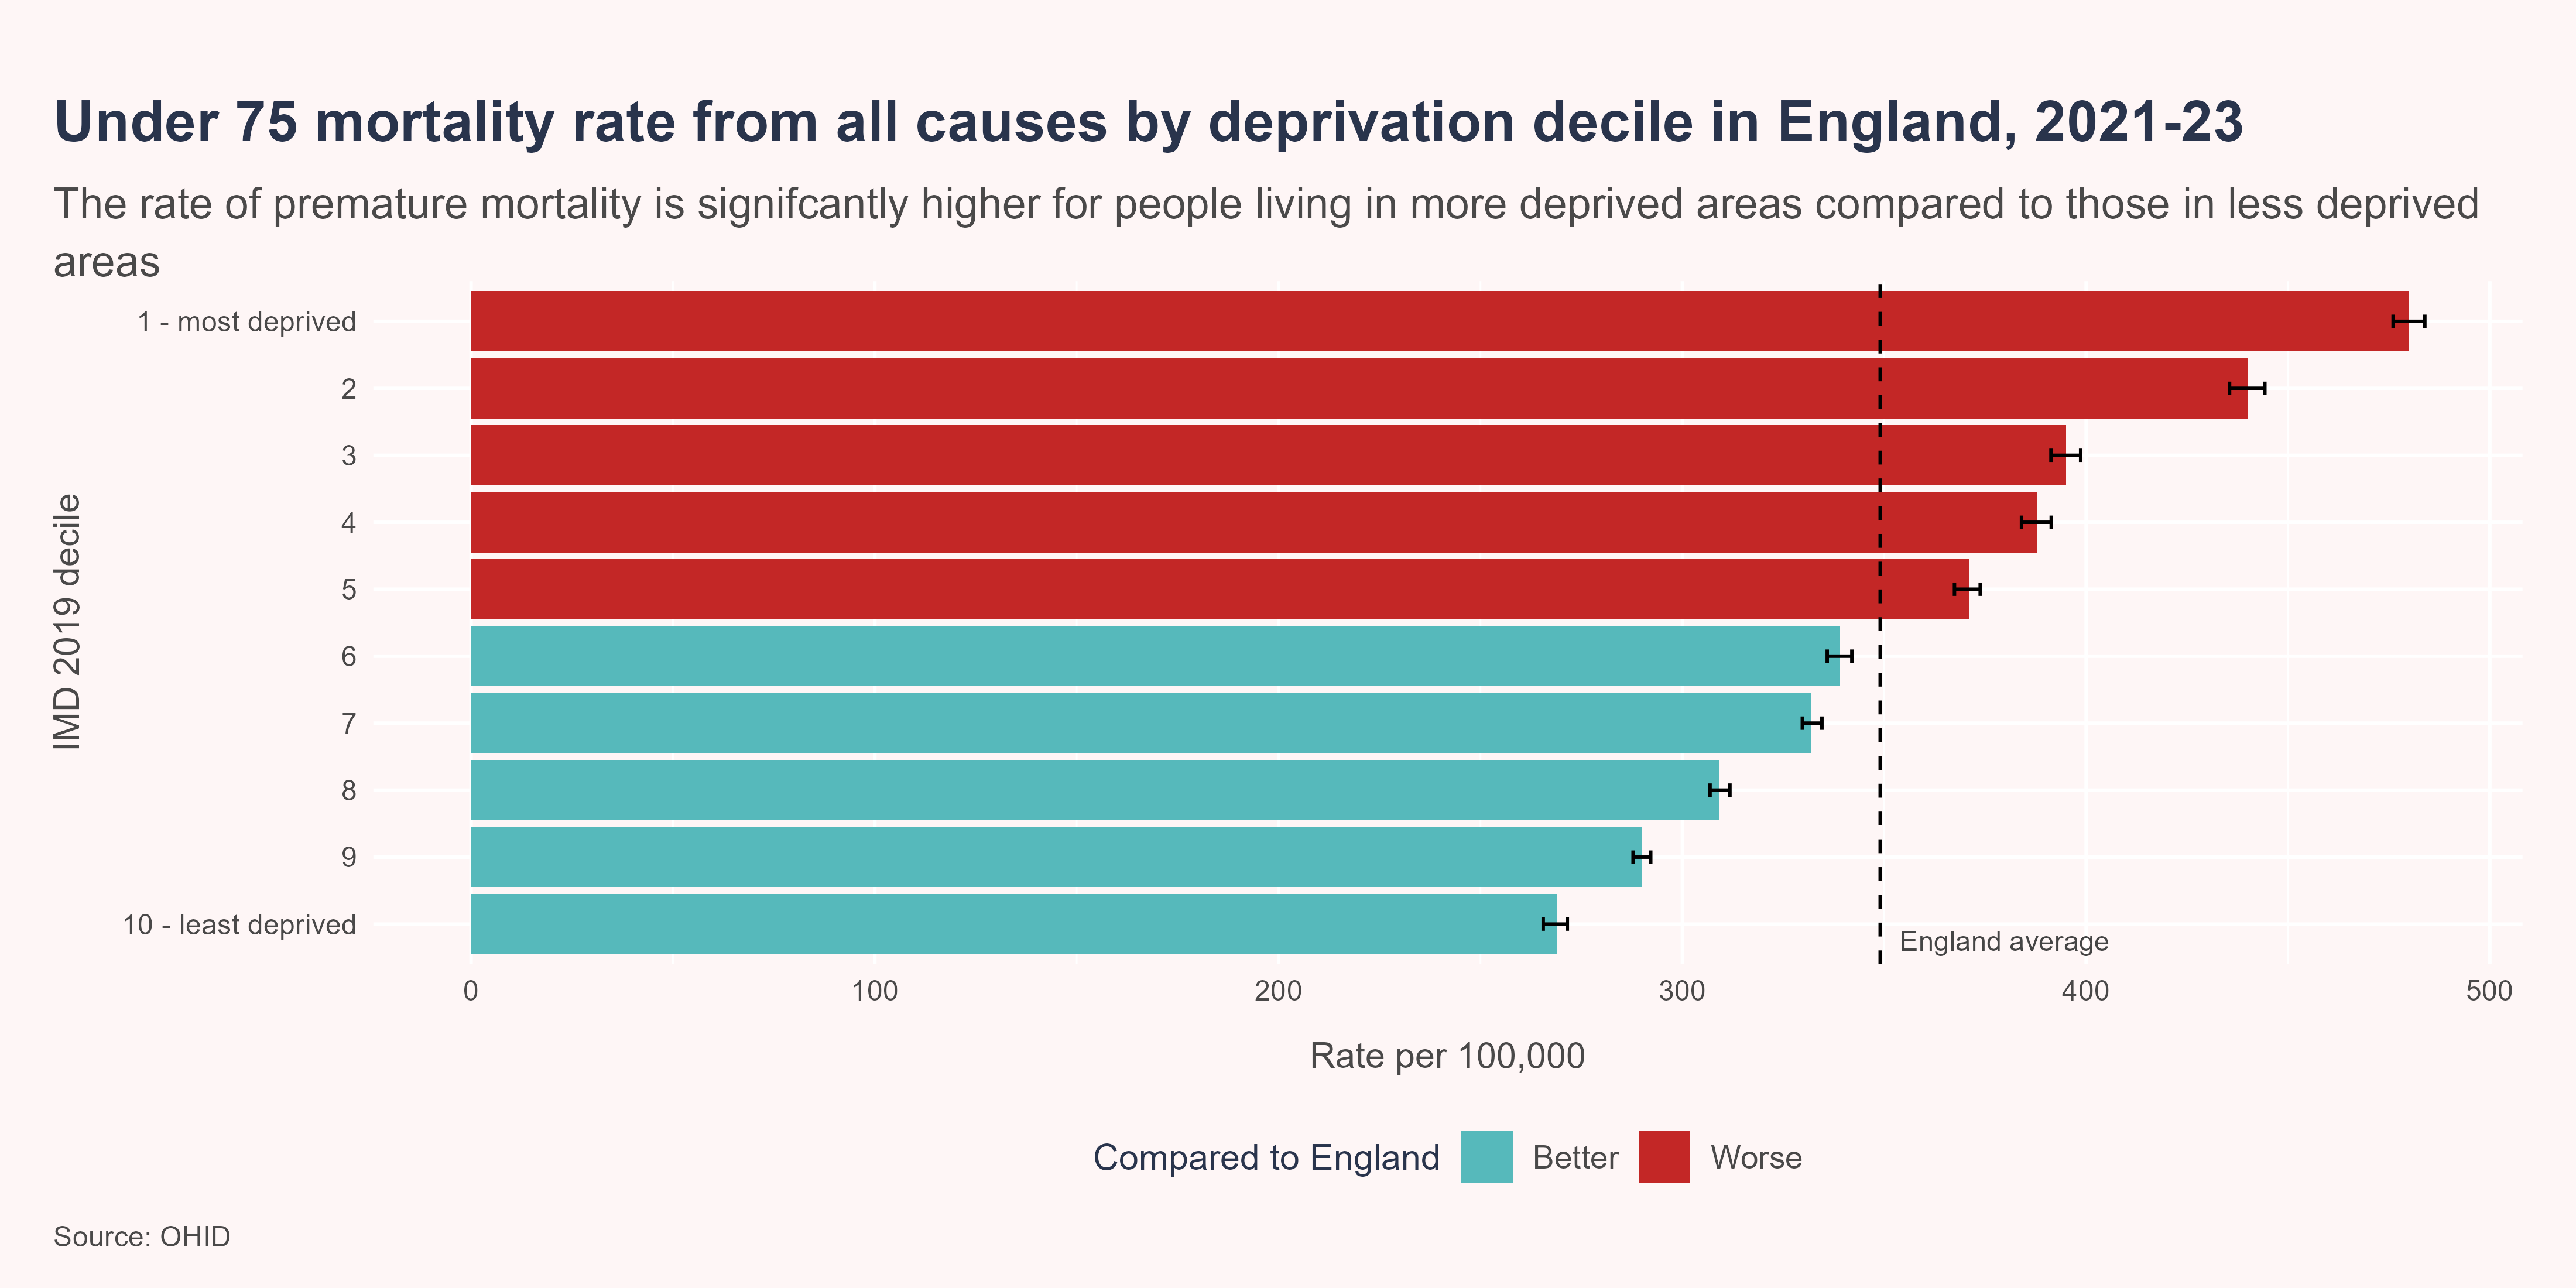 Under 75 mortality rate from all causes by deprivation decile in England, 2021-23
The rate of premature mortality is signifcantly higher for people living in more deprived areas compared to those in less deprived
areas
IMD 2019 decile
1 - most deprived
2
3
4
5
6
7
8
9
10 - least deprived
England average
0 100 200 300 400 500
Rate per 100,000
Compared to England Better Worse
Source: OHID